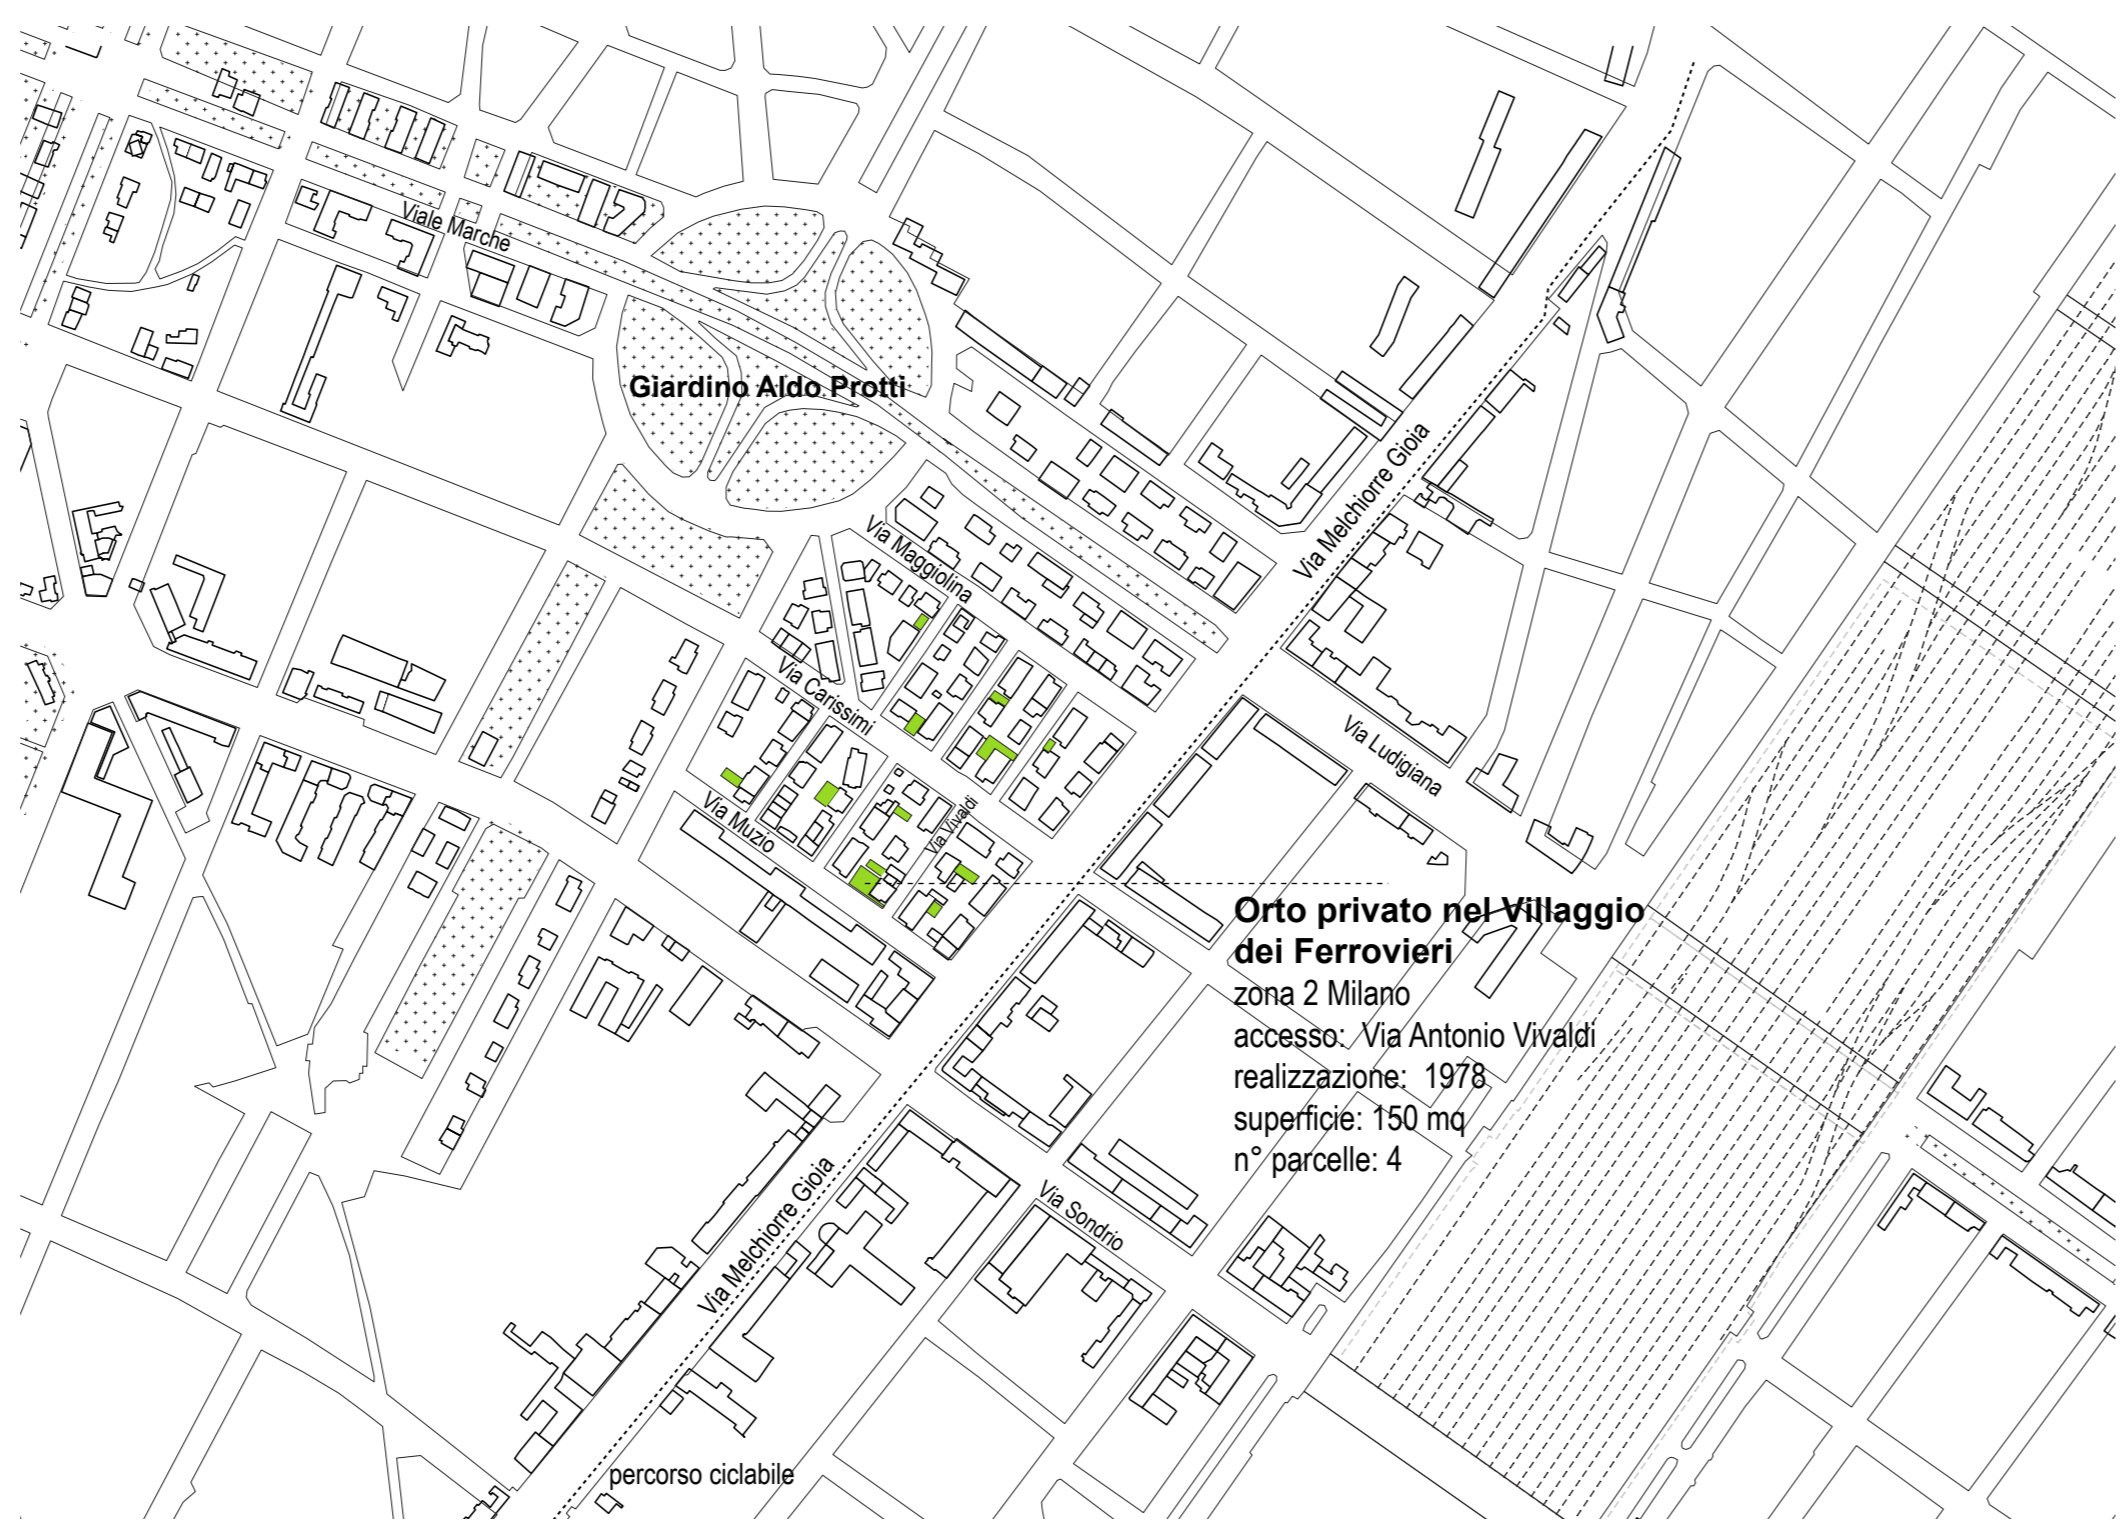 Viale Marche
Giardino Aldo Protti
Via Melchiorre Gioia
Via Maggiolina
Via Carissimi
Via Ludigiana
Via Muzio
Via Vivaldi
Orto privato nel Villaggio
dei Ferrovieri
zona 2 Milano
accesso: Via Antonio Vivaldi
realizzazione: 1978
superficie: 150 mq
n° parcelle: 4
Via Melchiorre Gioia
Via Sondrio
percorso ciclabile